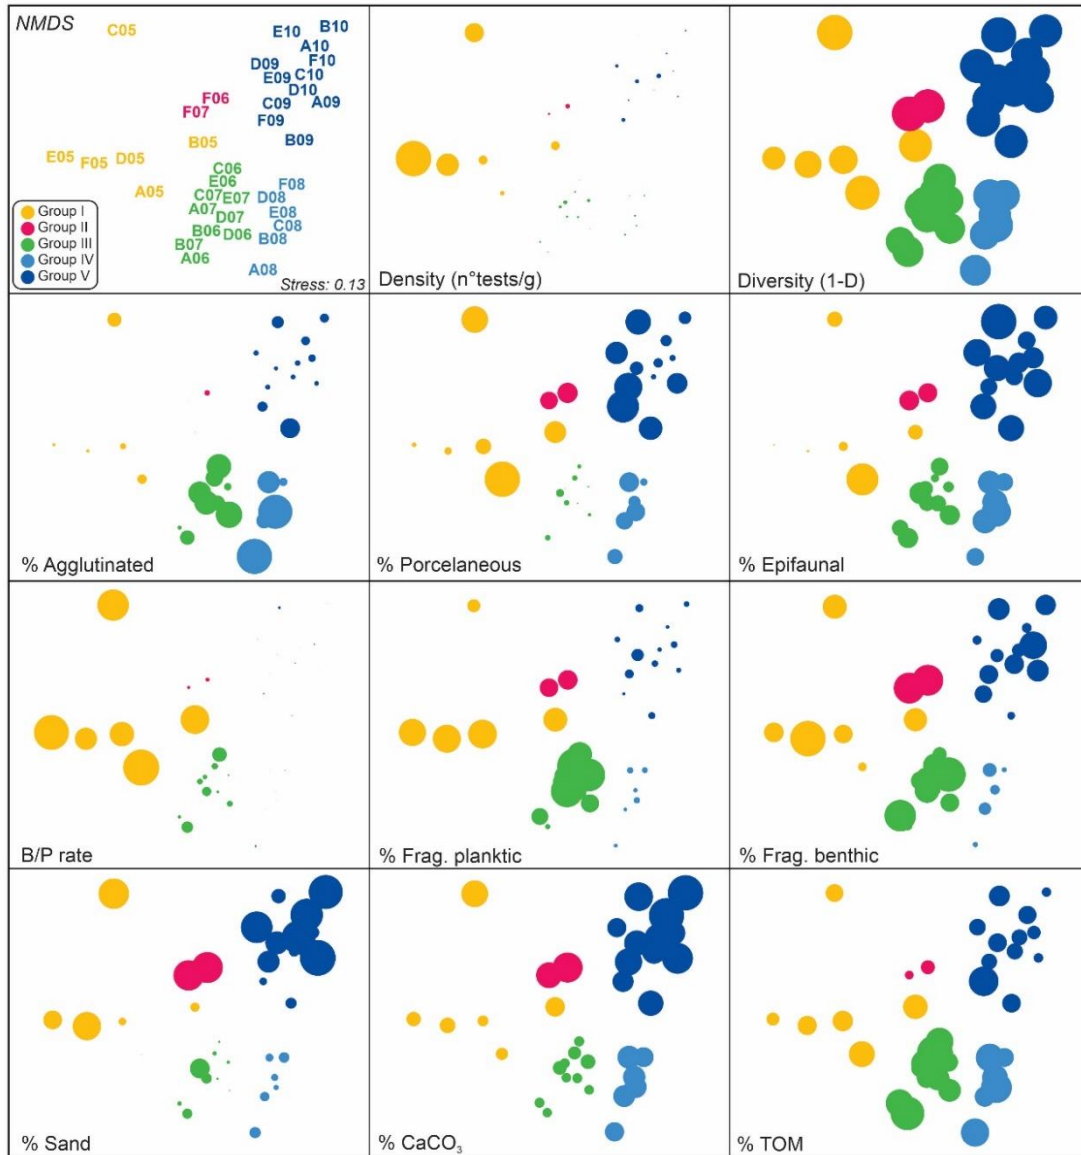 NMDS
C05
E10 B10
A10
D09 F10
E09 C10
D10
F06 C09 A09
F07 F09
B05 B09
E05 F05 D05
C06
A05 E06 F08
C07 E07 D08
A07 D07 E08
B06 D06 C08
B07 B08
A06 A08
Group I
Group II
Group III
Group IV
Group V
Stress: 0.13
Density (n°tests/g)
Diversity (1-D)
% Agglutinated
% Porcelaneous
% Epifaunal
B/P rate
% Frag. planktic
% Frag. benthic
% Sand
% CaCO₃
% TOM